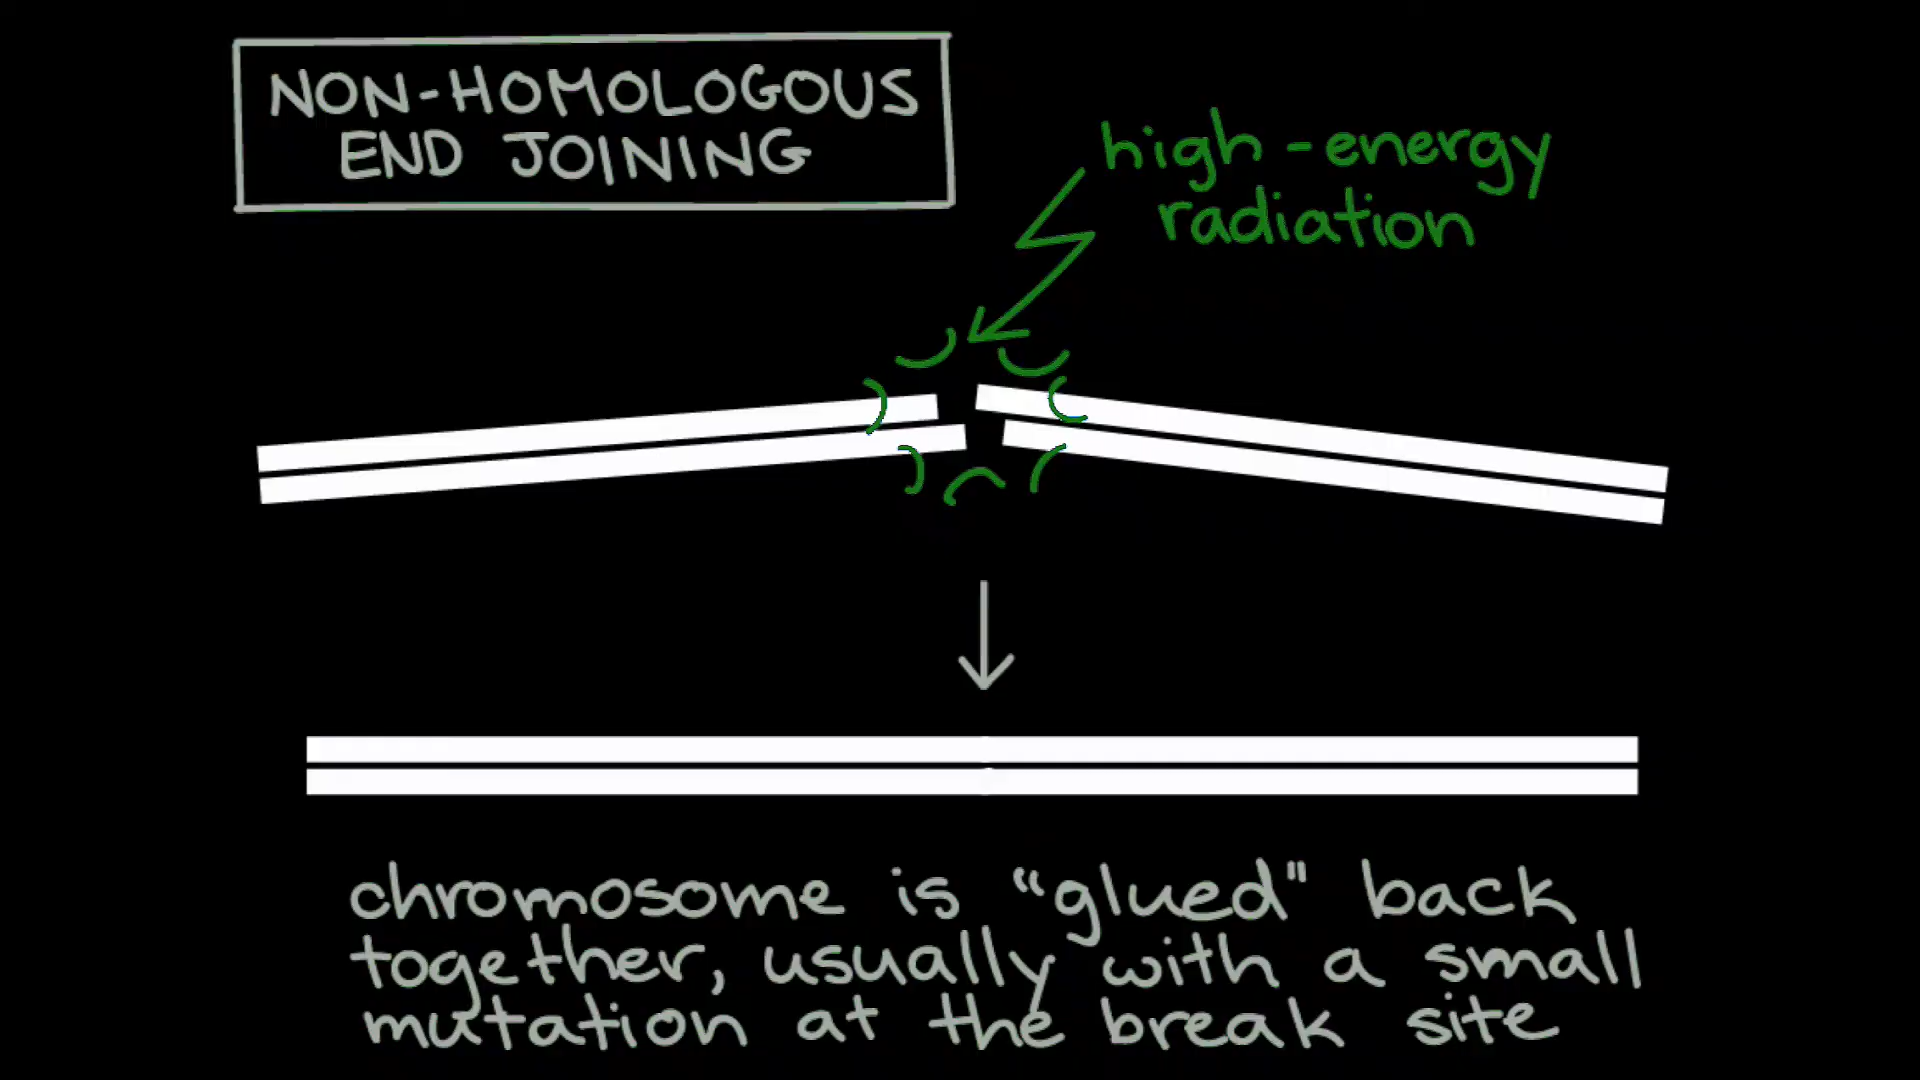 NON-HOMOLOGOUS
END JOINING
high-energy
radiation
chromosome is "glued" back
together, usually with a small
mutation at the break site